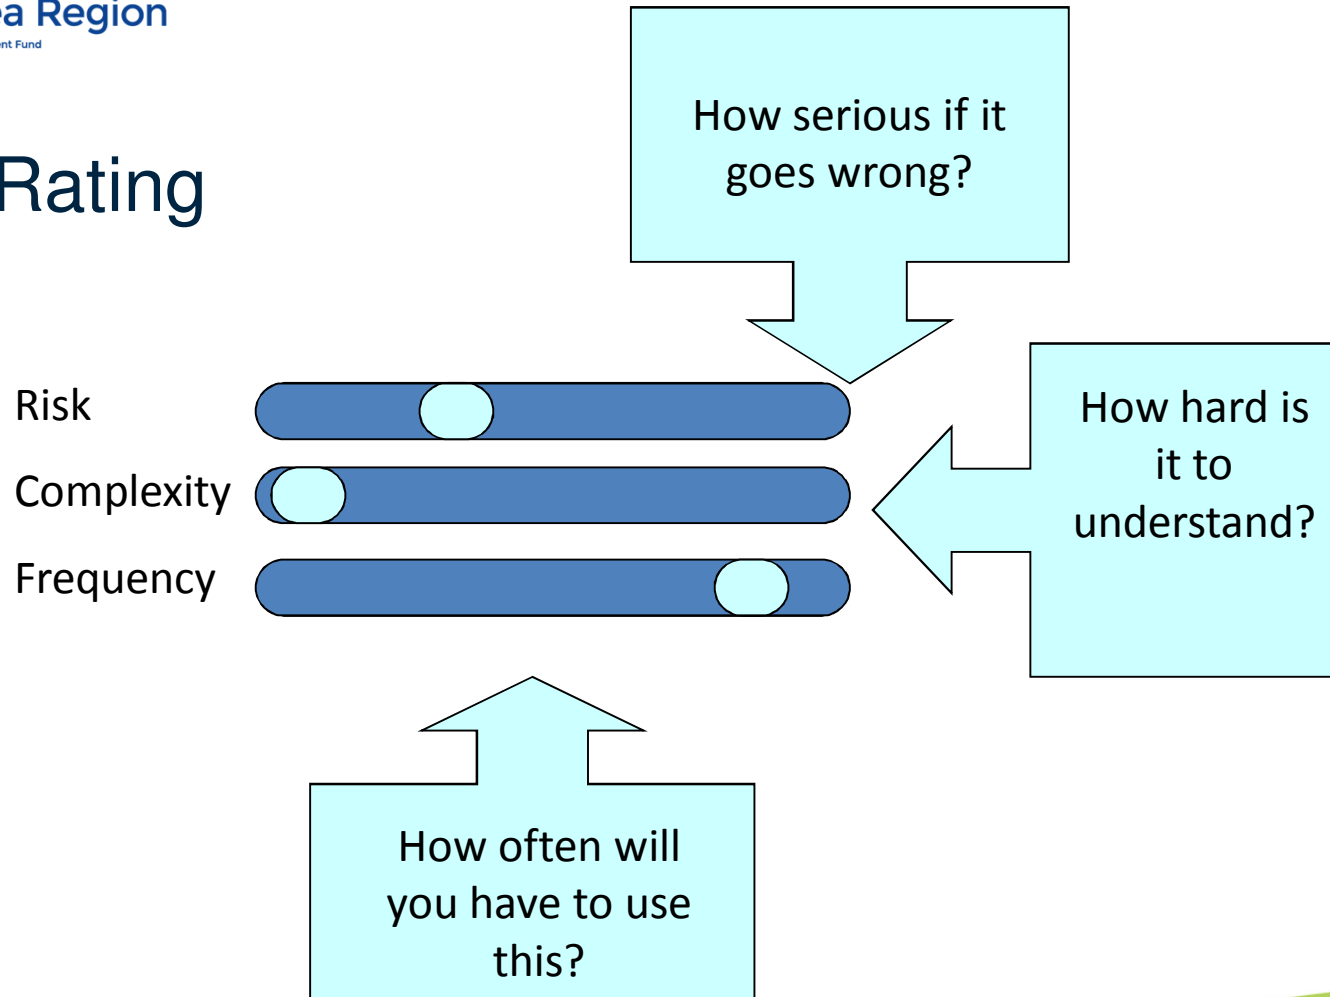 a Region
ent Fund
Rating
How serious if it
goes wrong?
Risk
Complexity
Frequency
How hard is
it to
understand?
How often will
you have to use
this?